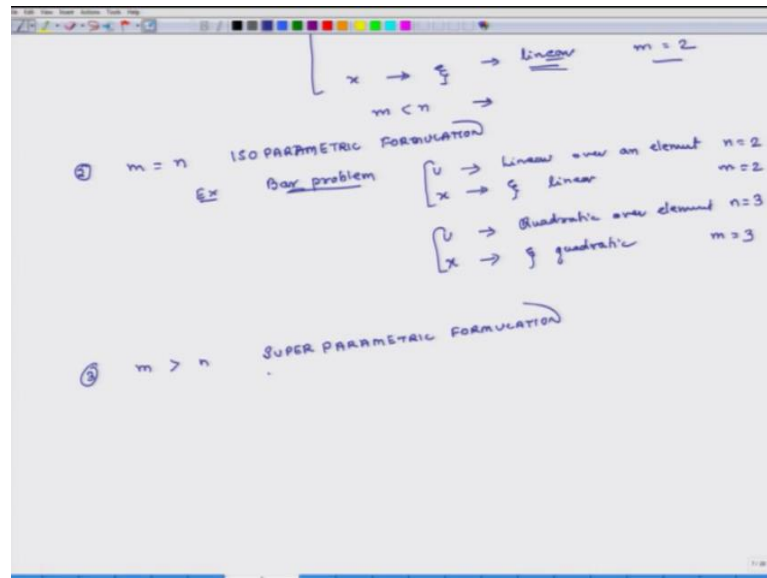 x → ξ → linear m = 2
m < n →
② m = n ISO PARAMETRIC FORMULATION
Ex Bar problem
U → Linear over an element n = 2
x → ξ linear m = 2
U → Quadratic over element n = 3
x → ξ quadratic m = 3
③ m > n SUPER PARAMETRIC FORMULATION